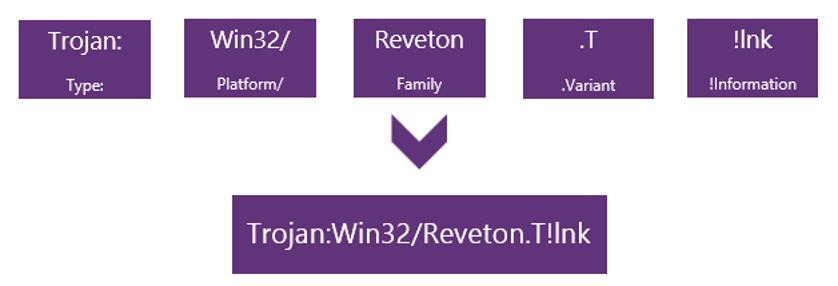 Trojan:
Type:
Win32/
Platform/
Reveton
Family
.T
.Variant
!lnk
!Information
Trojan:Win32/Reveton.T!lnk